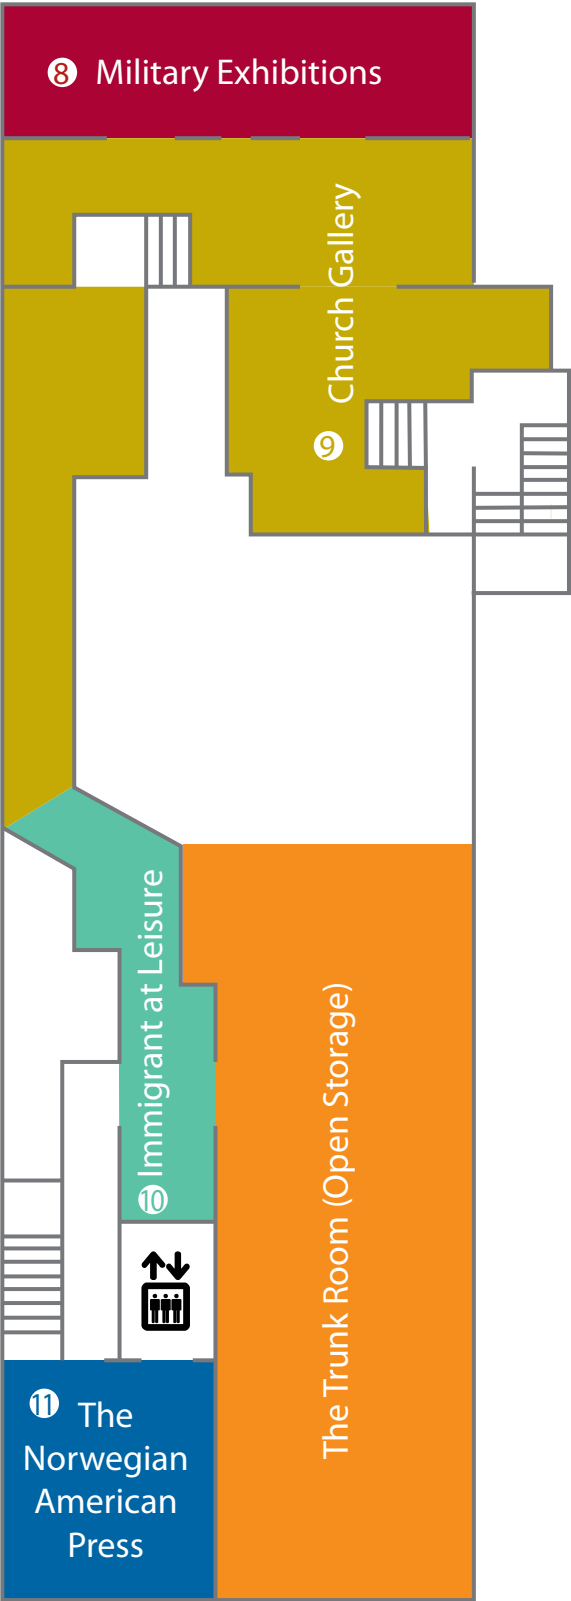 8 Military Exhibitions
9 Church Gallery
10 Immigrant at Leisure
The Trunk Room (Open Storage)
11 The
Norwegian
American
Press